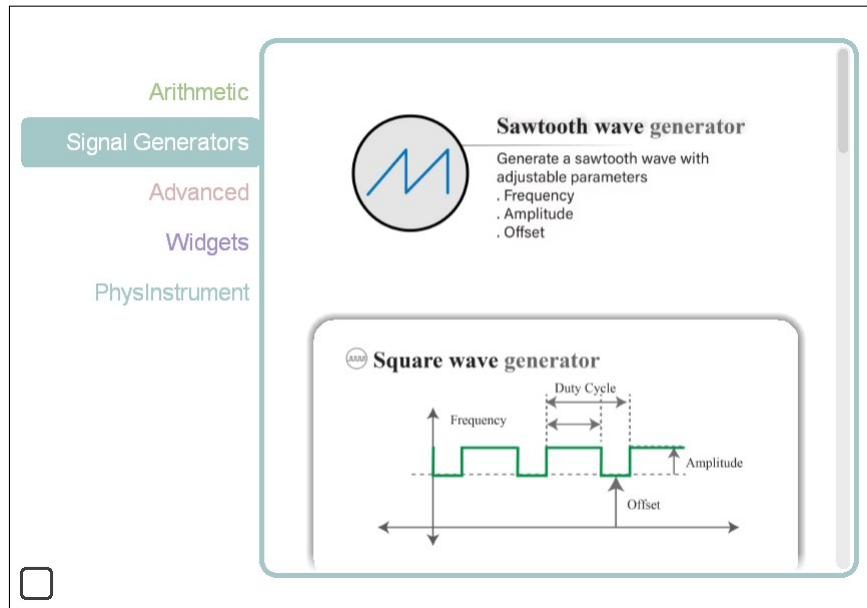 Arithmetic
Signal Generators
Advanced
Widgets
PhysInstrument
Sawtooth wave generator
Generate a sawtooth wave with
adjustable parameters
. Frequency
. Amplitude
. Offset
Square wave generator
Duty Cycle
Frequency
Amplitude
Offset